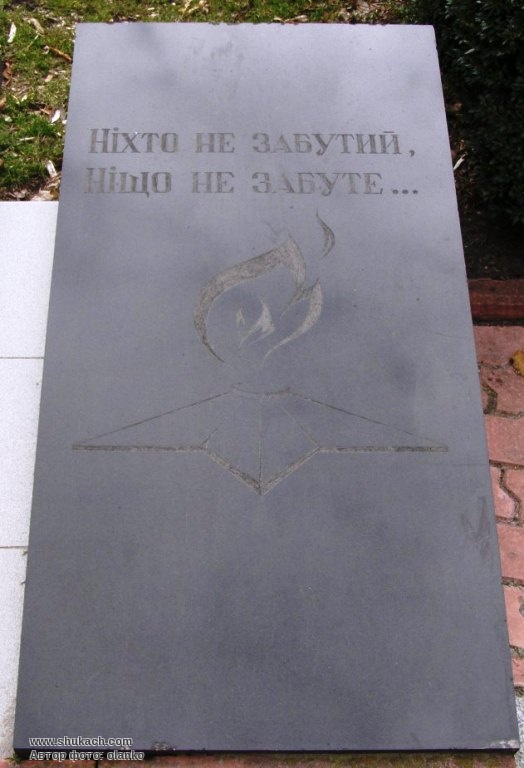 Ніхто не забутий,
Ніщо не забуте...
www.shukach.com
Автор фото: olanko